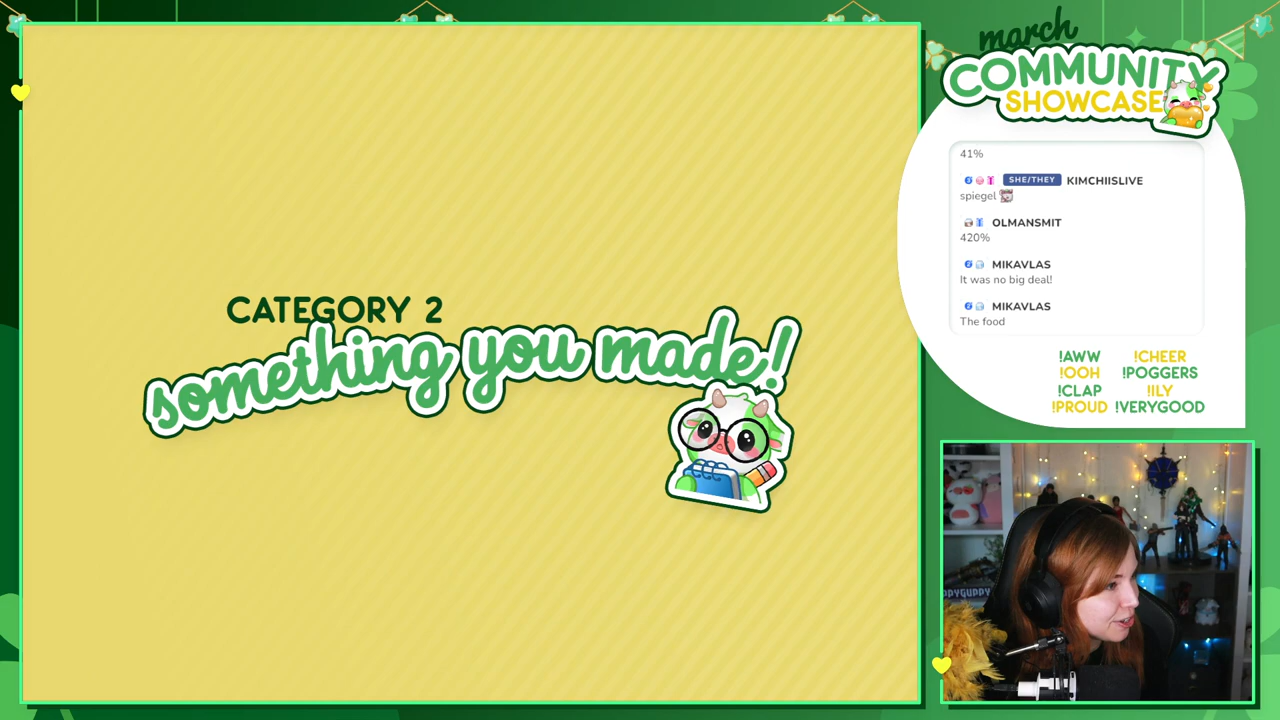 CATEGORY 2
something you made!
march
COMMUNITY
SHOWCASE
41%
SHE/THEY KIMCHIISLIVE
spiegel
OLMANSMIT
420%
MIKAVLAS
It was no big deal!
MIKAVLAS
The food
!AWW !CHEER
!OOH !POGGERS
!CLAP !ILY
!PROUD !VERYGOOD